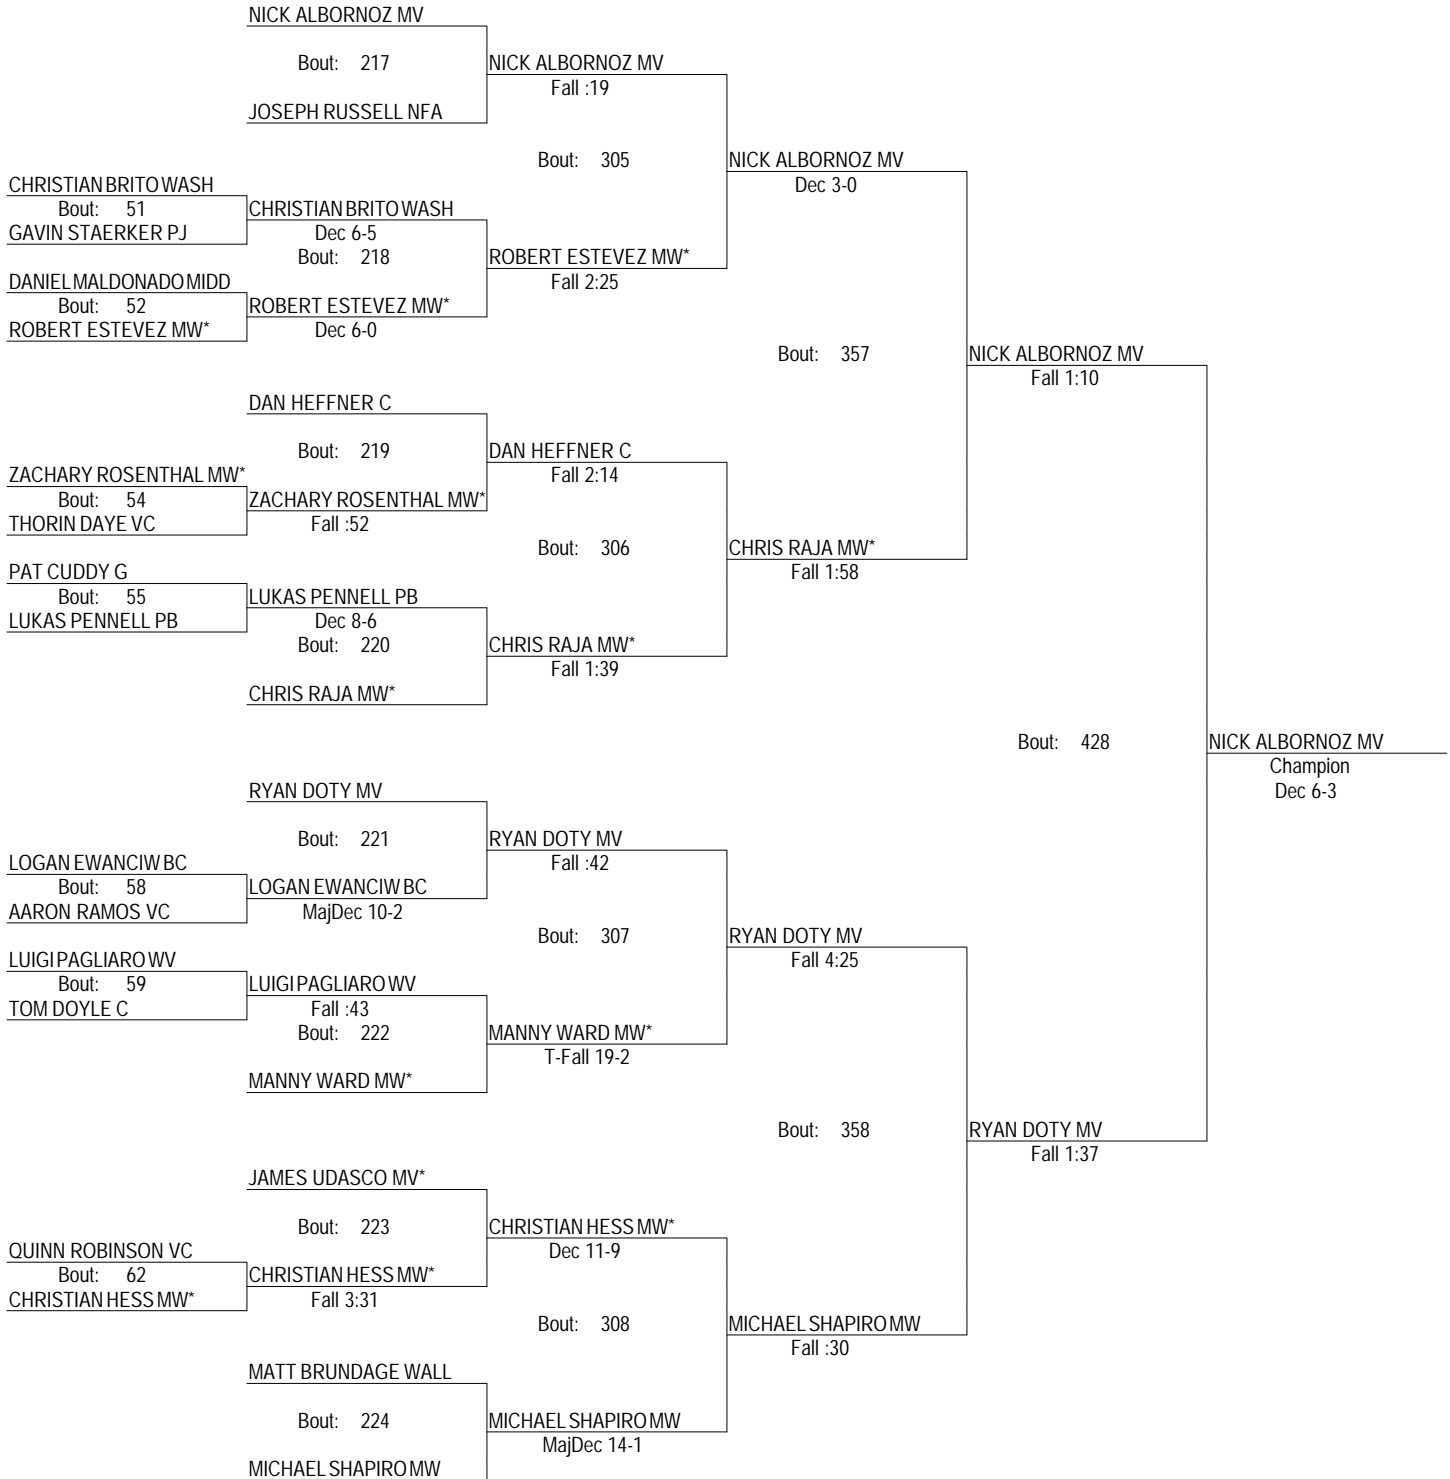 NICK ALBORNOZ MV
Bout: 217
NICK ALBORNOZ MV
Fall :19
JOSEPH RUSSELL NFA
Bout: 305
NICK ALBORNOZ MV
Dec 3-0
CHRISTIAN BRITO WASH
Bout: 51
CHRISTIAN BRITO WASH
GAVIN STAERKER PJ
Dec 6-5
Bout: 218
ROBERT ESTEVEZ MW*
Fall 2:25
DANIEL MALDONADO MIDD
Bout: 52
ROBERT ESTEVEZ MW*
ROBERT ESTEVEZ MW*
Dec 6-0
Bout: 357
NICK ALBORNOZ MV
Fall 1:10
DAN HEFFNER C
Bout: 219
DAN HEFFNER C
Fall 2:14
ZACHARY ROSENTHAL MW*
Bout: 54
ZACHARY ROSENTHAL MW*
THORIN DAYE VC
Fall :52
Bout: 306
CHRIS RAJA MW*
Fall 1:58
PAT CUDDY G
Bout: 55
LUKAS PENNELL PB
LUKAS PENNELL PB
Dec 8-6
Bout: 220
CHRIS RAJA MW*
Fall 1:39
CHRIS RAJA MW*
Bout: 428
NICK ALBORNOZ MV
Champion
Dec 6-3
RYAN DOTY MV
Bout: 221
RYAN DOTY MV
Fall :42
LOGAN EWANCIW BC
Bout: 58
LOGAN EWANCIW BC
AARON RAMOS VC
MajDec 10-2
Bout: 307
RYAN DOTY MV
Fall 4:25
LUIGI PAGLIARO WV
Bout: 59
LUIGI PAGLIARO WV
TOM DOYLE C
Fall :43
Bout: 222
MANNY WARD MW*
T-Fall 19-2
MANNY WARD MW*
Bout: 358
RYAN DOTY MV
Fall 1:37
JAMES UDASCO MV*
Bout: 223
CHRISTIAN HESS MW*
Dec 11-9
QUINN ROBINSON VC
Bout: 62
CHRISTIAN HESS MW*
CHRISTIAN HESS MW*
Fall 3:31
Bout: 308
MICHAEL SHAPIRO MW
Fall :30
MATT BRUNDAGE WALL
Bout: 224
MICHAEL SHAPIRO MW
MajDec 14-1
MICHAEL SHAPIRO MW